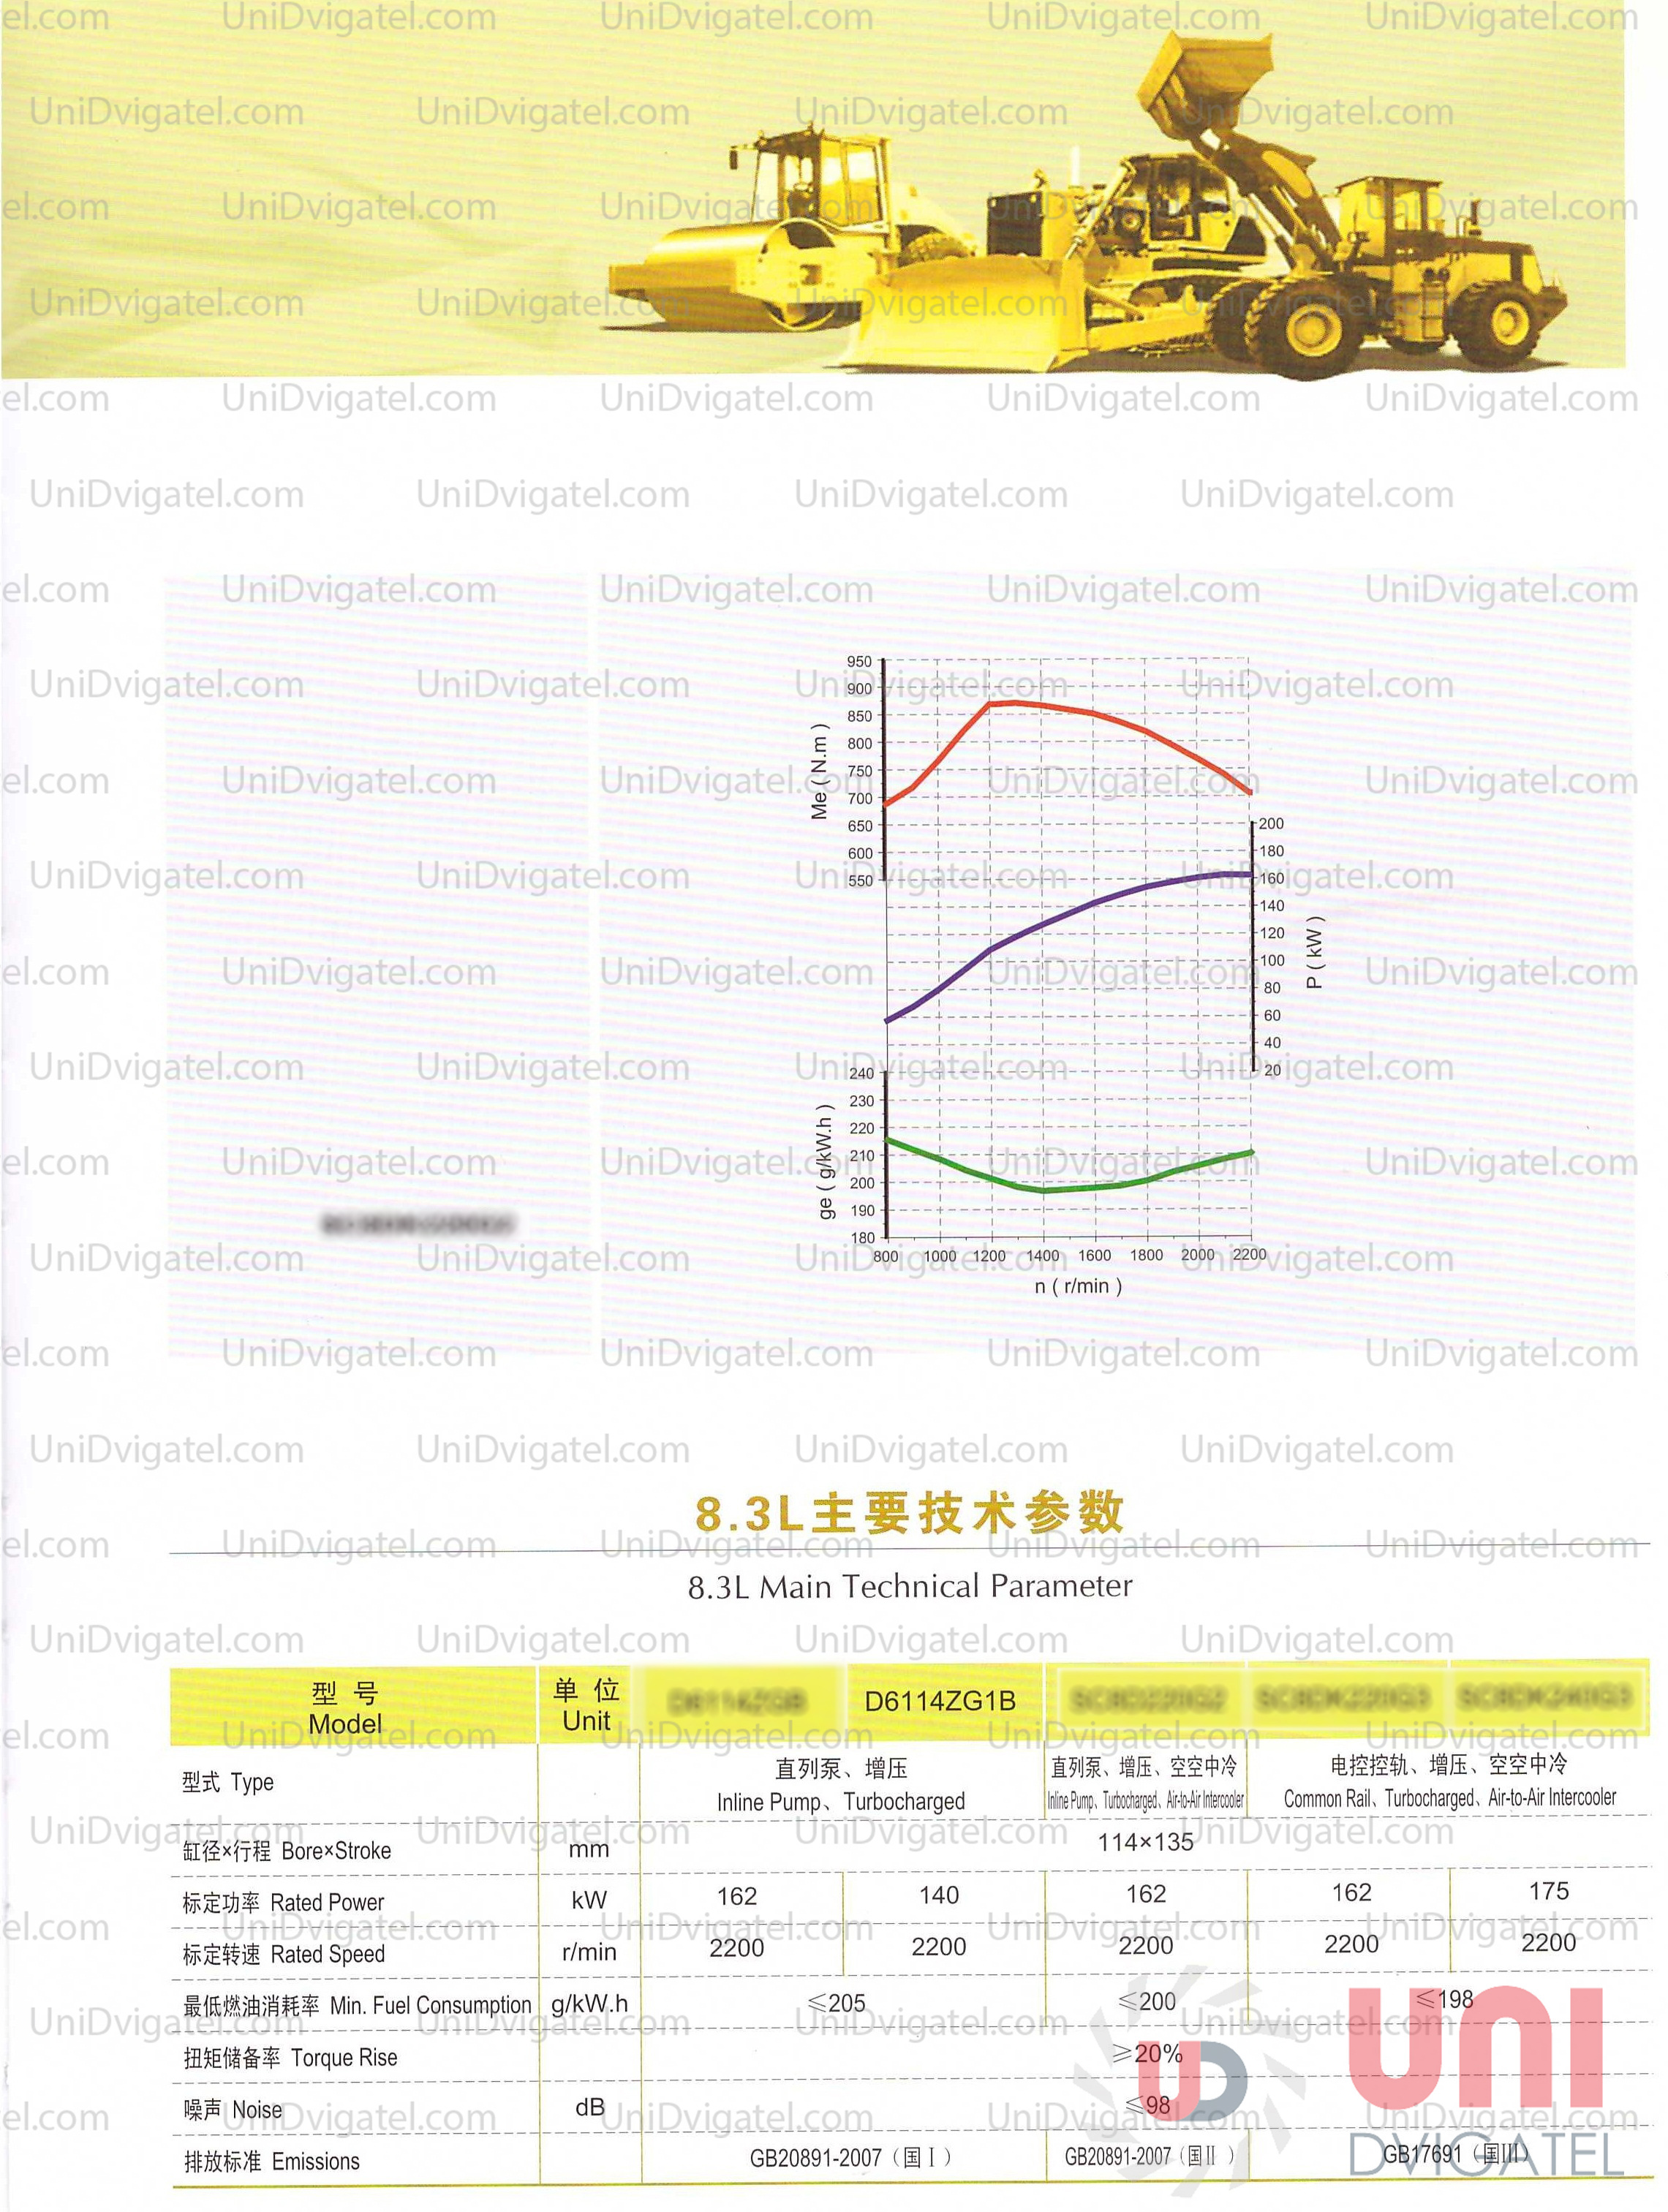 UniDvigatel.com
Me ( N.m )
950
900
850
800
750
700
650
600
550
200
180
160
140
120
100
80
60
40
20
P ( kW )
ge ( g/kW.h )
240
230
220
210
200
190
180
800 1000 1200 1400 1600 1800 2000 2200
n ( r/min )
8.3L主要技术参数
8.3L Main Technical Parameter
型 号 单 位
Model Unit D6114ZG1B
型式 Type
直列泵、增压 直列泵、增压、空空中冷 电控控轨、增压、空空中冷
Inline Pump、Turbocharged Inline Pump、Turbocharged、Air-to-Air Intercooler Common Rail、Turbocharged、Air-to-Air Intercooler
缸径×行程 Bore×Stroke mm 114×135
标定功率 Rated Power kW 162 140 162 162 175
标定转速 Rated Speed r/min 2200 2200 2200 2200 2200
最低燃油消耗率 Min. Fuel Consumption g/kW.h ≤205 ≤200 ≤198
扭矩储备率 Torque Rise ≥20%
噪声 Noise dB ≤98
排放标准 Emissions GB20891-2007（国Ⅰ） GB20891-2007（国Ⅱ） GB17691（国Ⅲ）
UD
UNI
DVIGATEL